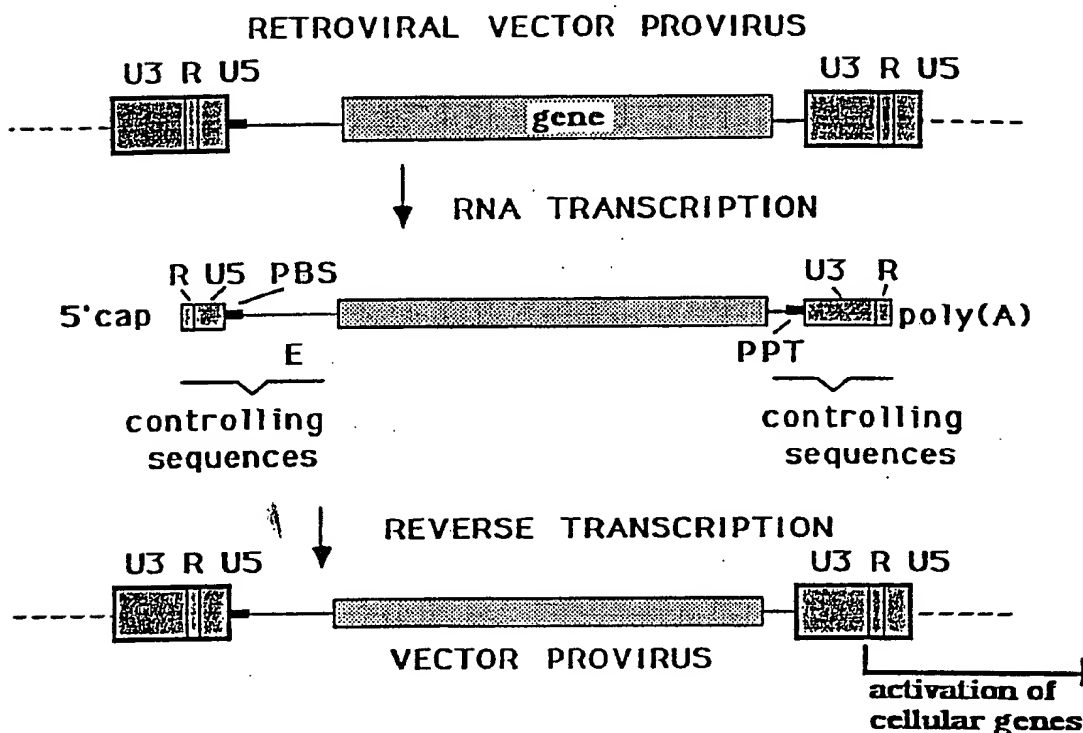 RETROVIRAL VECTOR PROVIRUS
U3 R U5
U3 R U5
gene
RNA TRANSCRIPTION
R U5 PBS
U3 R
5'cap
poly(A)
E
PPT
controlling
sequences
controlling
sequences
REVERSE TRANSCRIPTION
U3 R U5
U3 R U5
VECTOR PROVIRUS
activation of
cellular genes